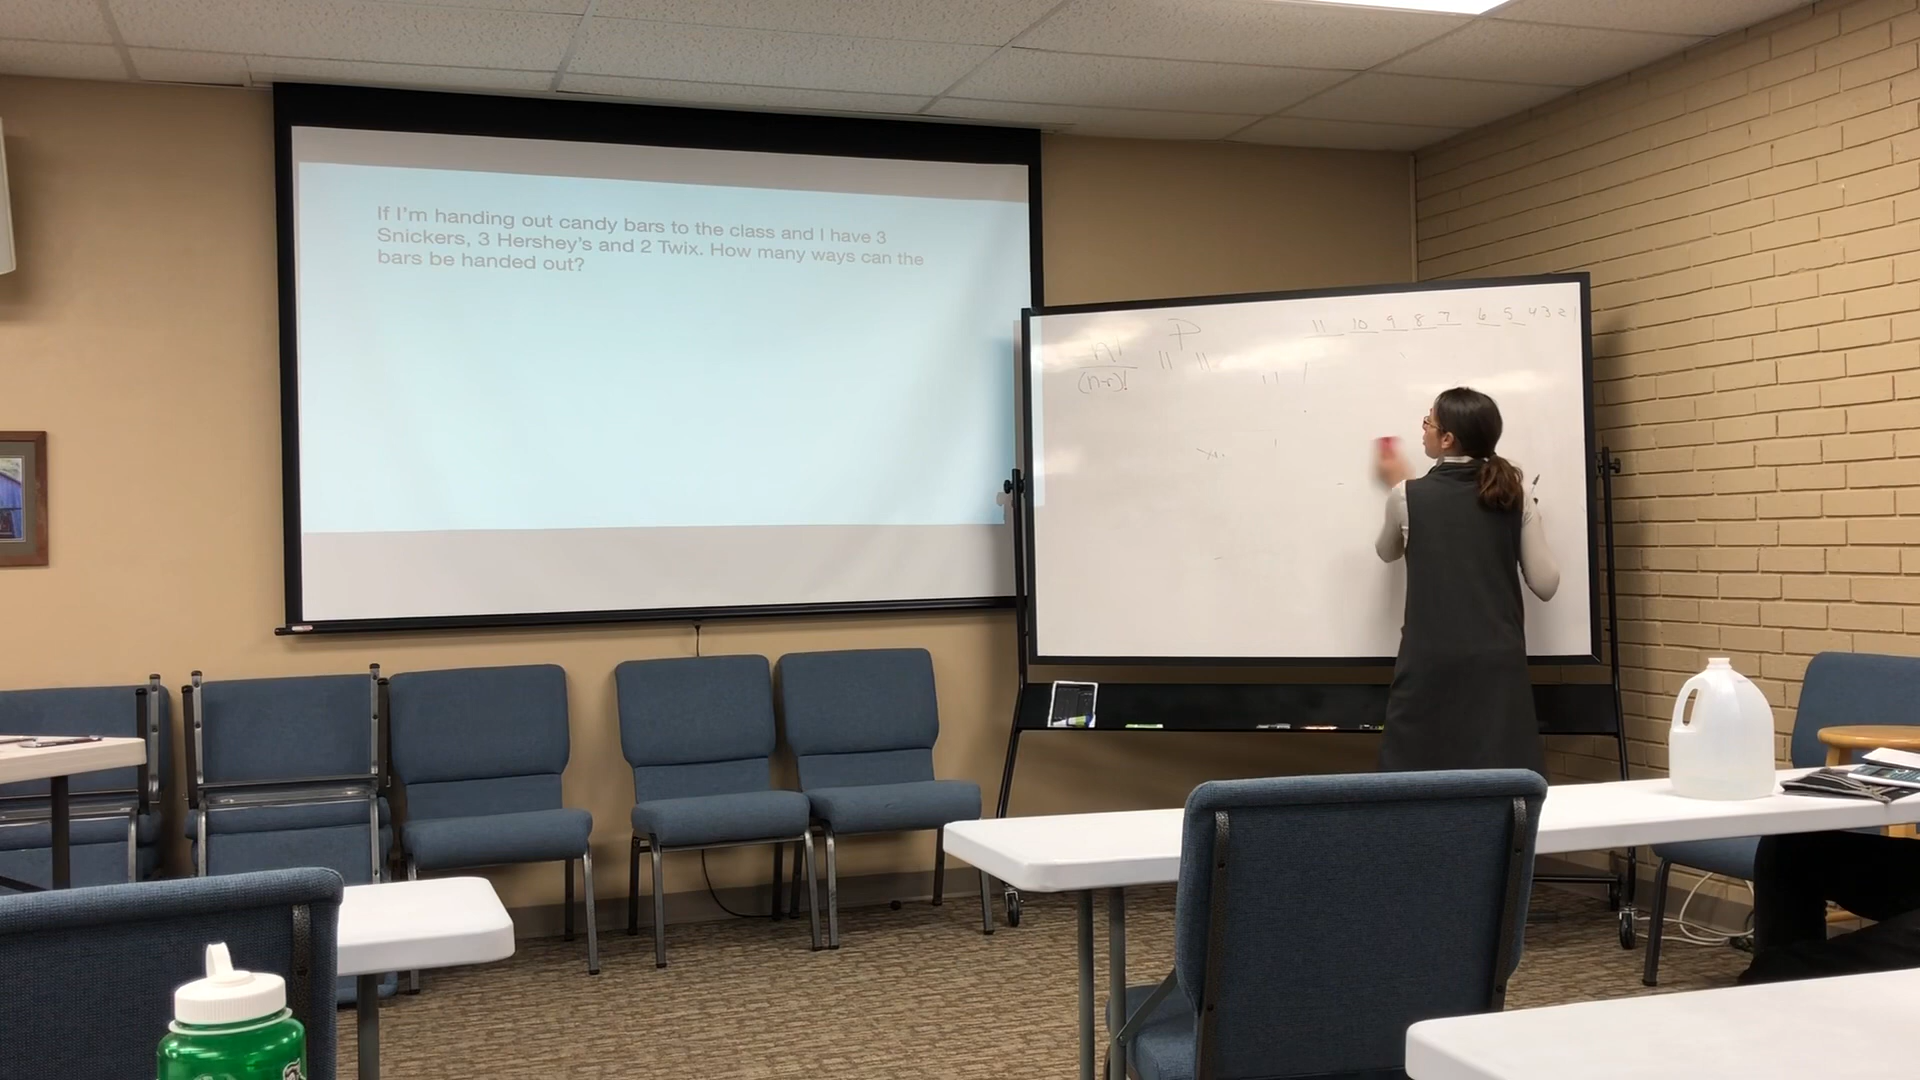 If I'm handing out candy bars to the class and I have 3
Snickers, 3 Hershey's and 2 Twix. How many ways can the
bars be handed out?
P
n!
(n-r)!
11 10 9 8 7 6 5 4 3 2 1